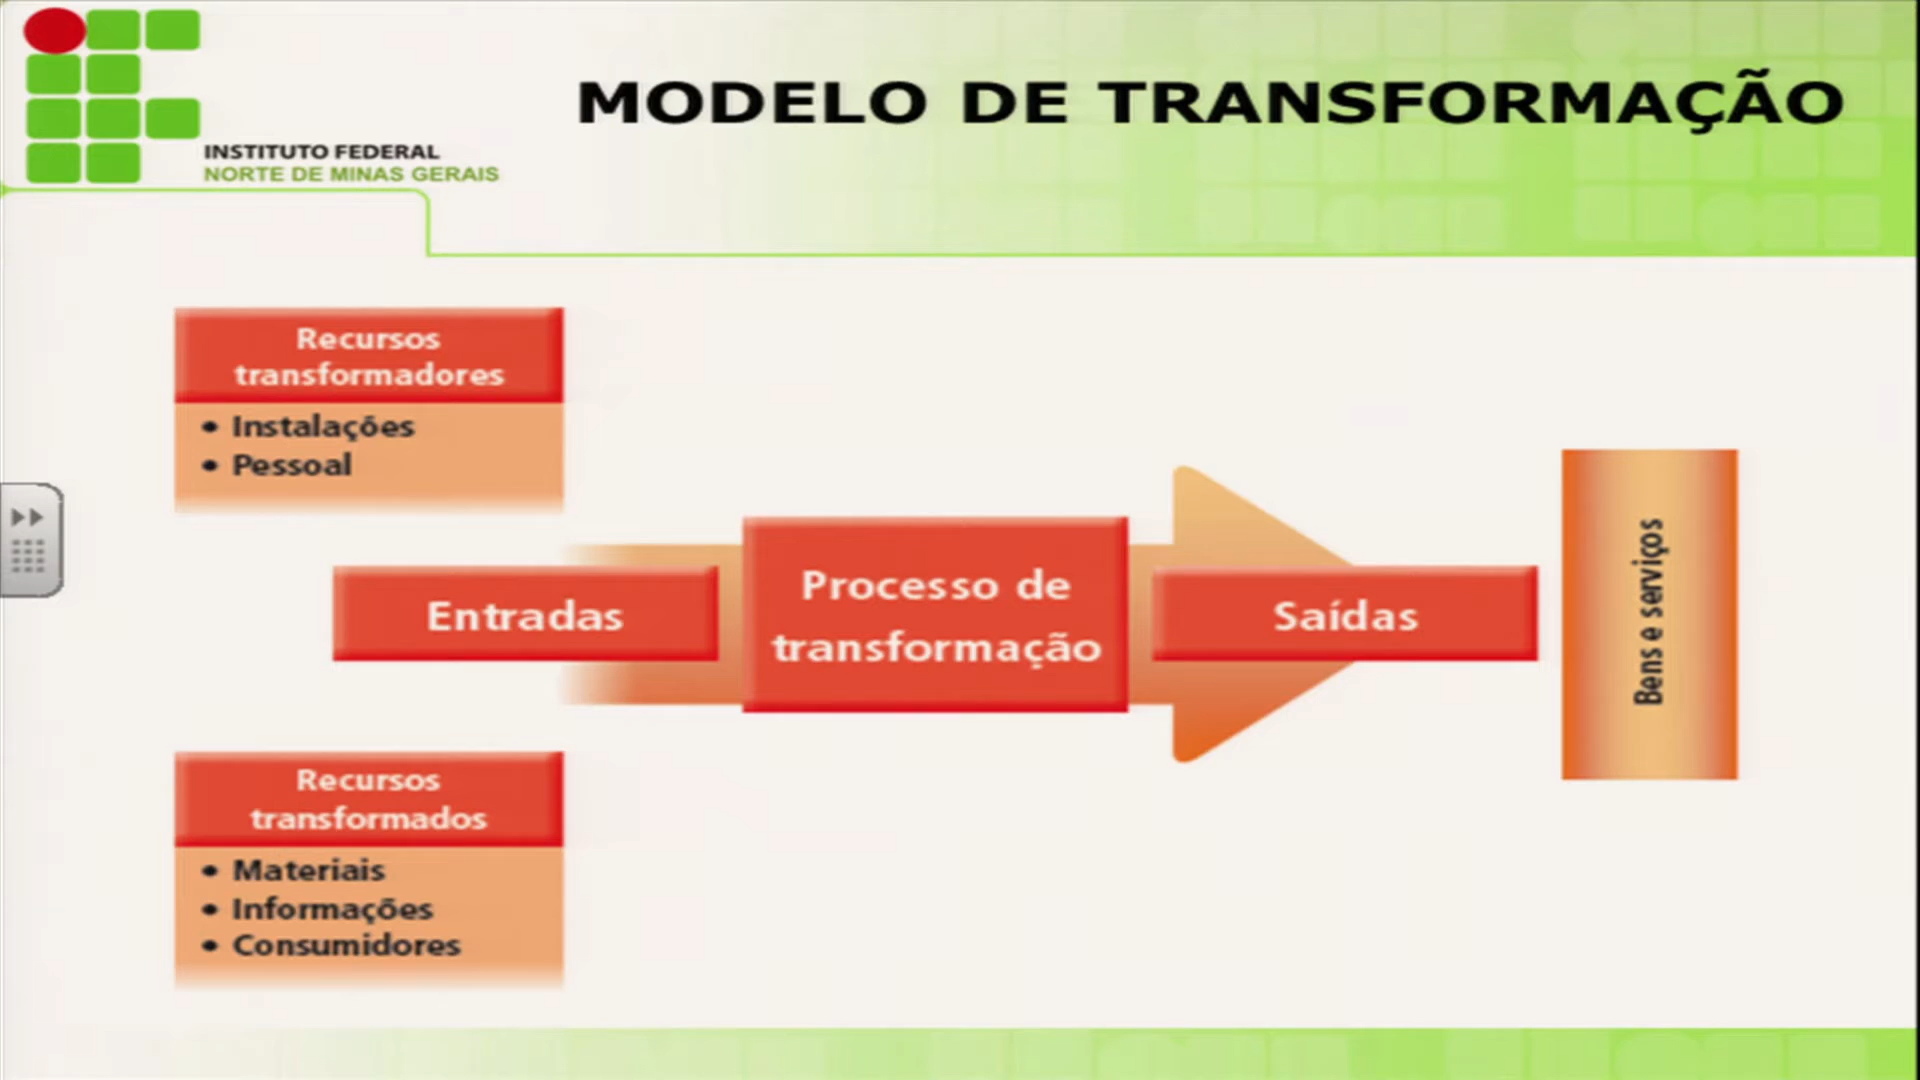 INSTITUTO FEDERAL
NORTE DE MINAS GERAIS
MODELO DE TRANSFORMAÇÃO
Recursos
transformadores
• Instalações
• Pessoal
Entradas
Processo de
transformação
Saídas
Bens e serviços
Recursos
transformados
• Materiais
• Informações
• Consumidores